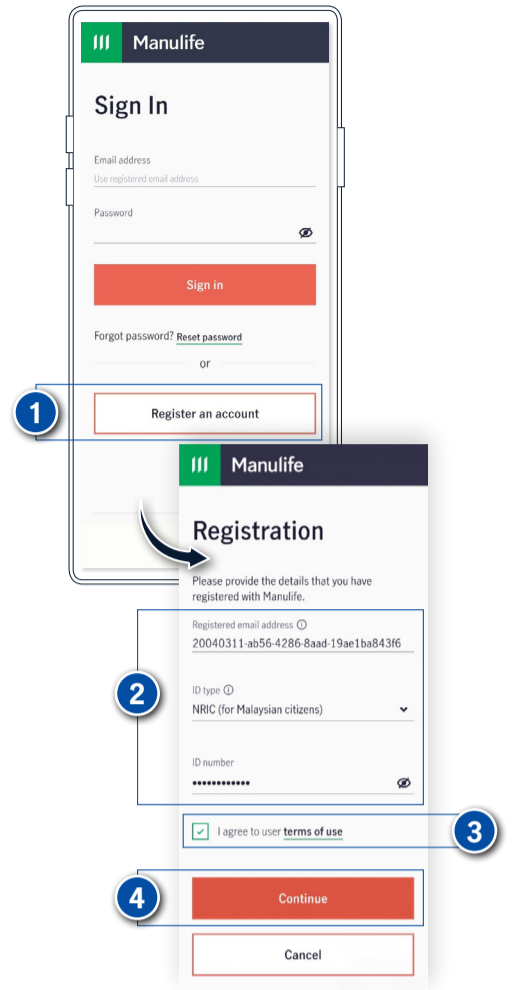 Manulife
Sign In
Email address
Use registered email address
Password
Sign in
Forgot password? Reset password
or
1
Register an account
Manulife
Registration
Please provide the details that you have
registered with Manulife.
2
Registered email address
20040311-ab56-4286-8aad-19ae1ba843f6
ID type
NRIC (for Malaysian citizens)
ID number
••••••••••••
I agree to user terms of use
3
4
Continue
Cancel